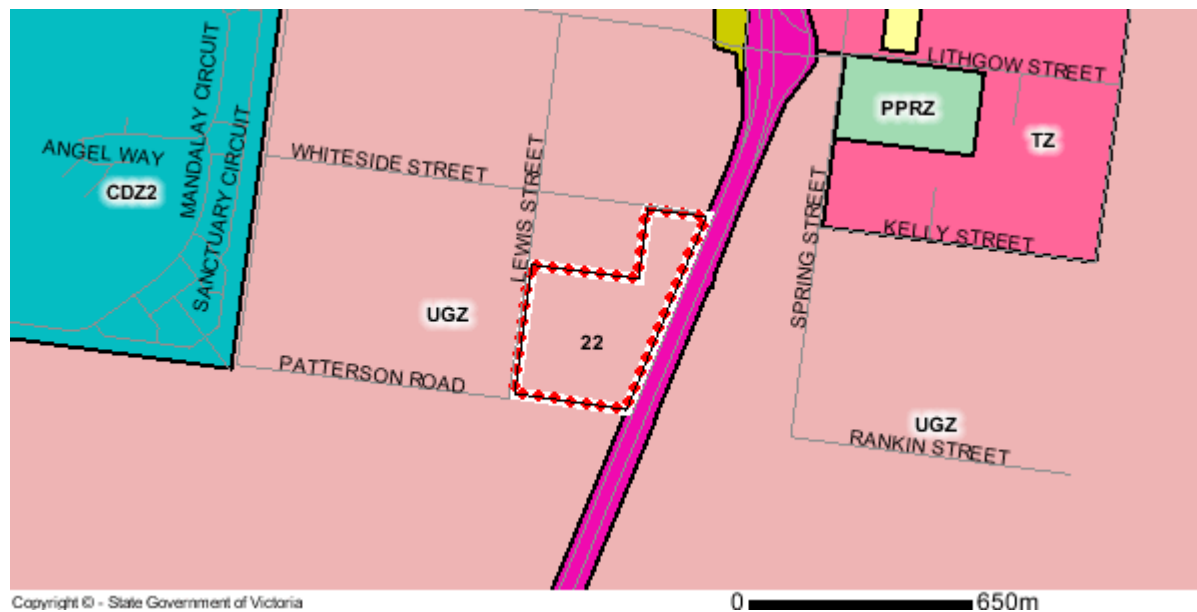 LITHGOW STREET
MANDALAY CIRCUIT
PPRZ
TZ
ANGEL WAY
WHITESIDE STREET
CDZ2
SANCTUARY CIRCUIT
LEWIS STREET
SPRING STREET
KELLY STREET
UGZ
22
PATTERSON ROAD
UGZ
RANKIN STREET
Copyright © - State Government of Victoria
0 650m